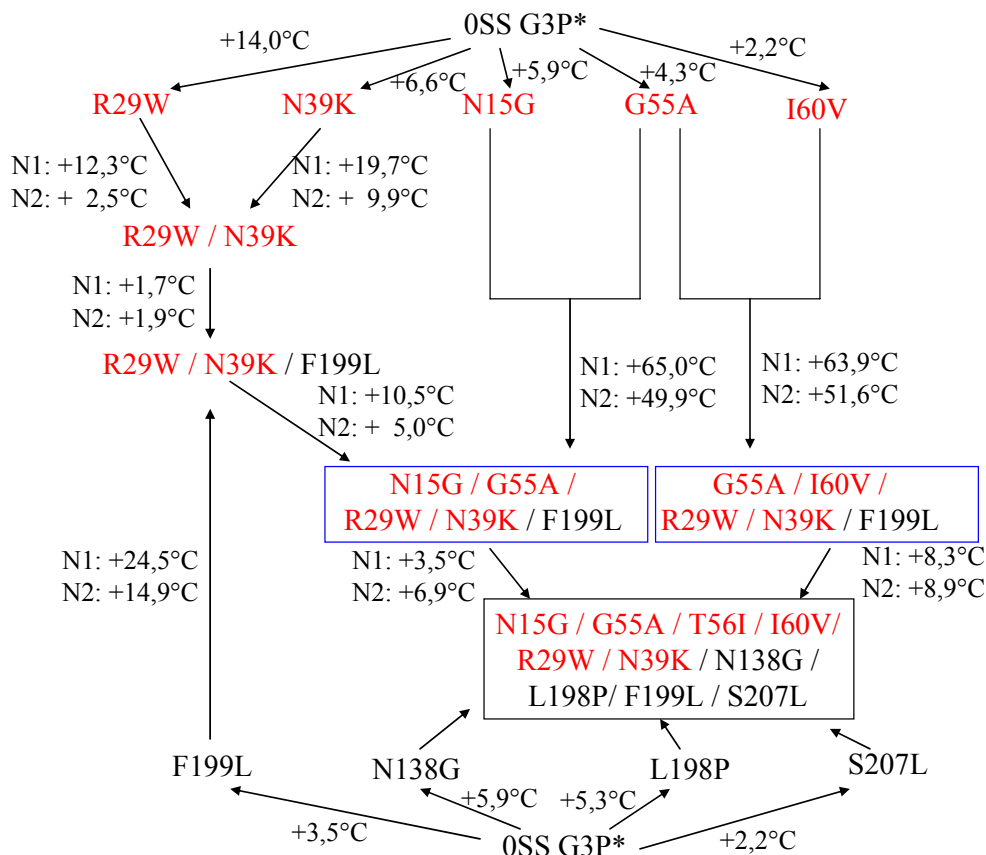 0SS G3P*
+14,0°C
+6,6°C
+5,9°C
+4,3°C
+2,2°C
R29W
N39K
N15G
G55A
I60V
N1: +12,3°C
N2: + 2,5°C
N1: +19,7°C
N2: + 9,9°C
R29W / N39K
N1: +1,7°C
N2: +1,9°C
R29W / N39K / F199L
N1: +10,5°C
N2: + 5,0°C
N1: +65,0°C
N2: +49,9°C
N1: +63,9°C
N2: +51,6°C
N15G / G55A /
R29W / N39K / F199L
G55A / I60V /
R29W / N39K / F199L
N1: +24,5°C
N2: +14,9°C
N1: +3,5°C
N2: +6,9°C
N1: +8,3°C
N2: +8,9°C
N15G / G55A / T56I / I60V/
R29W / N39K / N138G /
L198P/ F199L / S207L
F199L
N138G
L198P
S207L
+3,5°C
+5,9°C
+5,3°C
+2,2°C
0SS G3P*